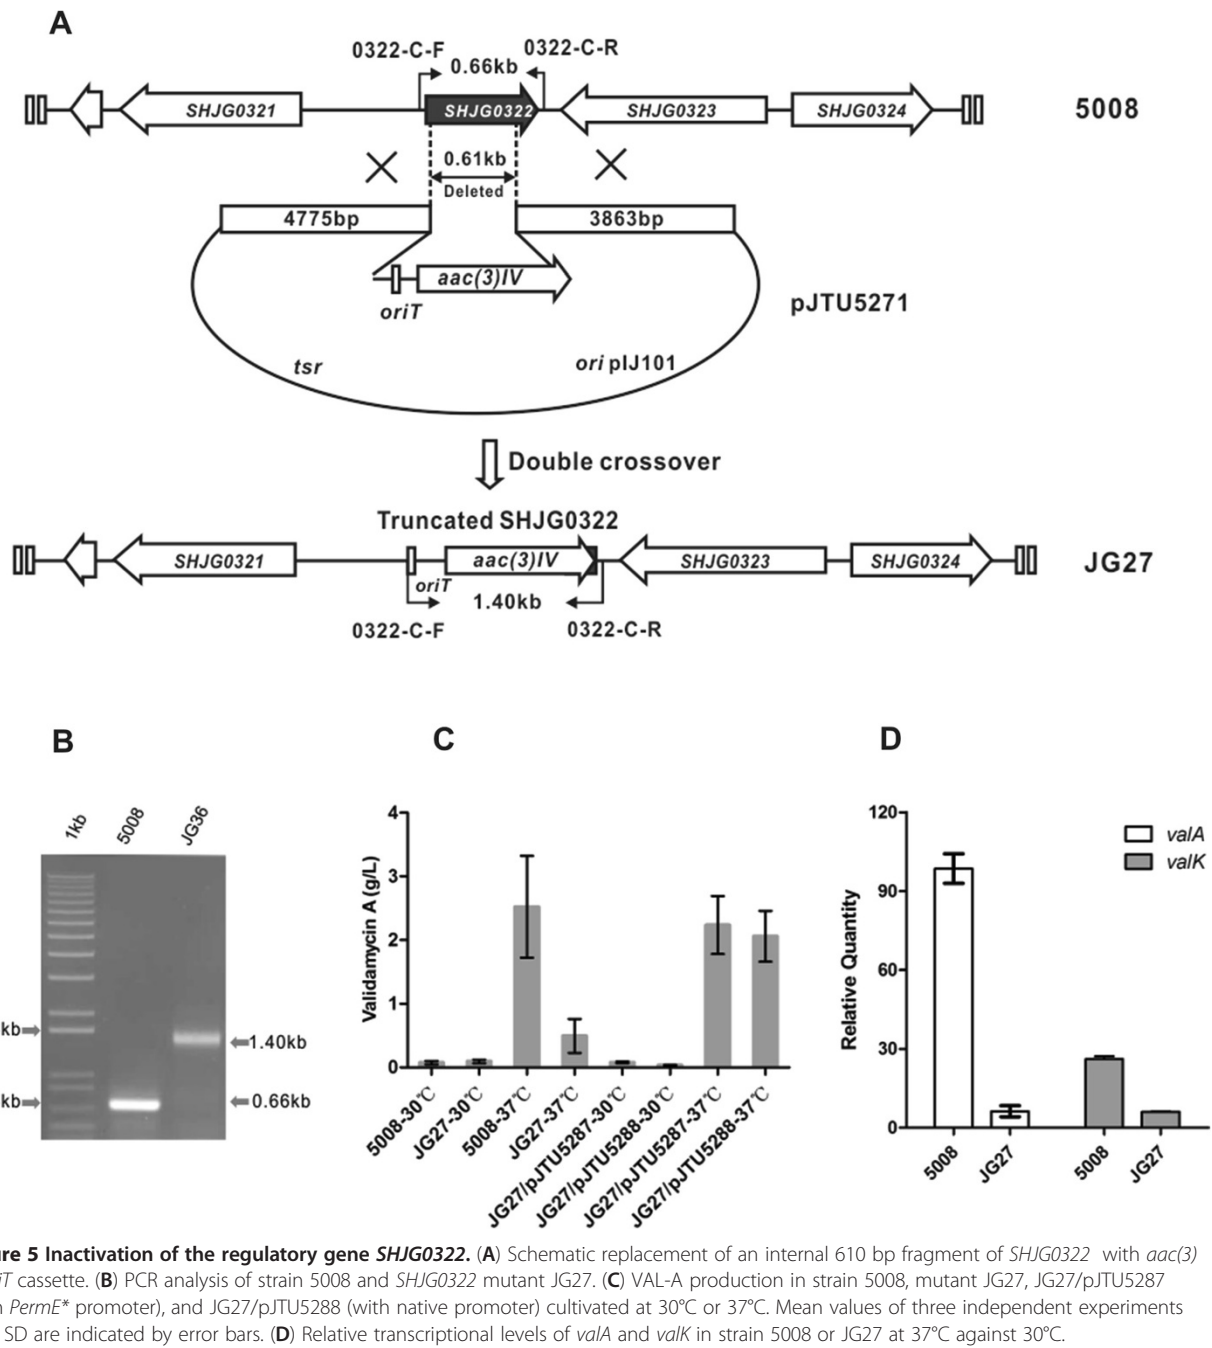 A
0322-C-F
0322-C-R
0.66kb
SHJG0321
SHJG0322
SHJG0323
SHJG0324
5008
0.61kb
Deleted
4775bp
3863bp
aac(3)IV
oriT
pJTU5271
tsr
ori pIJ101
Double crossover
Truncated SHJG0322
SHJG0321
aac(3)IV
SHJG0323
SHJG0324
JG27
oriT
1.40kb
0322-C-F
0322-C-R
B
1kb
5008
JG36
kb
1.40kb
kb
0.66kb
C
Validamycin A (g/L)
4
3
2
1
0
5008-30℃
JG27-30℃
5008-37℃
JG27-37℃
JG27/pJTU5287-30℃
JG27/pJTU5288-30℃
JG27/pJTU5287-37℃
JG27/pJTU5288-37℃
D
Relative Quantity
120
90
60
30
0
valA
valK
5008
JG27
5008
JG27
ure 5 Inactivation of the regulatory gene SHJG0322. (A) Schematic replacement of an internal 610 bp fragment of SHJG0322 with aac(3)
iT cassette. (B) PCR analysis of strain 5008 and SHJG0322 mutant JG27. (C) VAL-A production in strain 5008, mutant JG27, JG27/pJTU5287
PermE* promoter), and JG27/pJTU5288 (with native promoter) cultivated at 30°C or 37°C. Mean values of three independent experiments
SD are indicated by error bars. (D) Relative transcriptional levels of valA and valK in strain 5008 or JG27 at 37°C against 30°C.